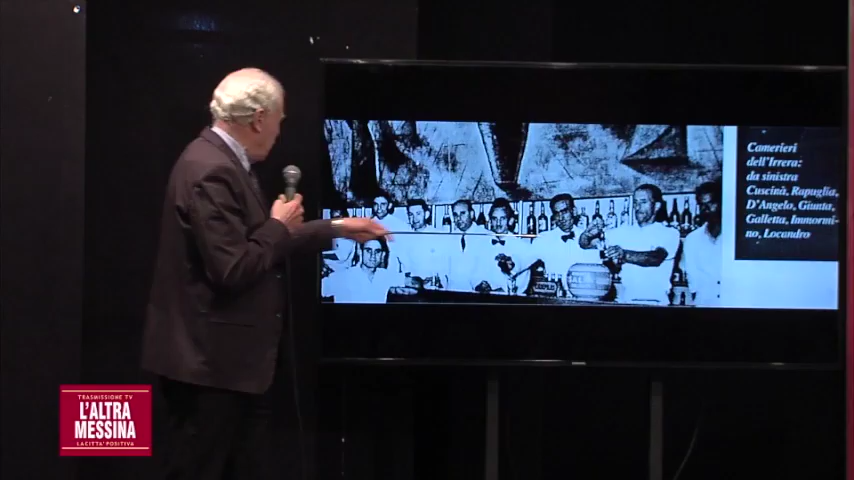 Camerieri
dell'Irrera:
da sinistra
Cuscinà, Rapuglia,
D'Angelo, Giunta,
Galletta, Immormi-
no, Locandro
TRASMISSIONE TV
L'ALTRA
MESSINA
LA CITTA' POSITIVA